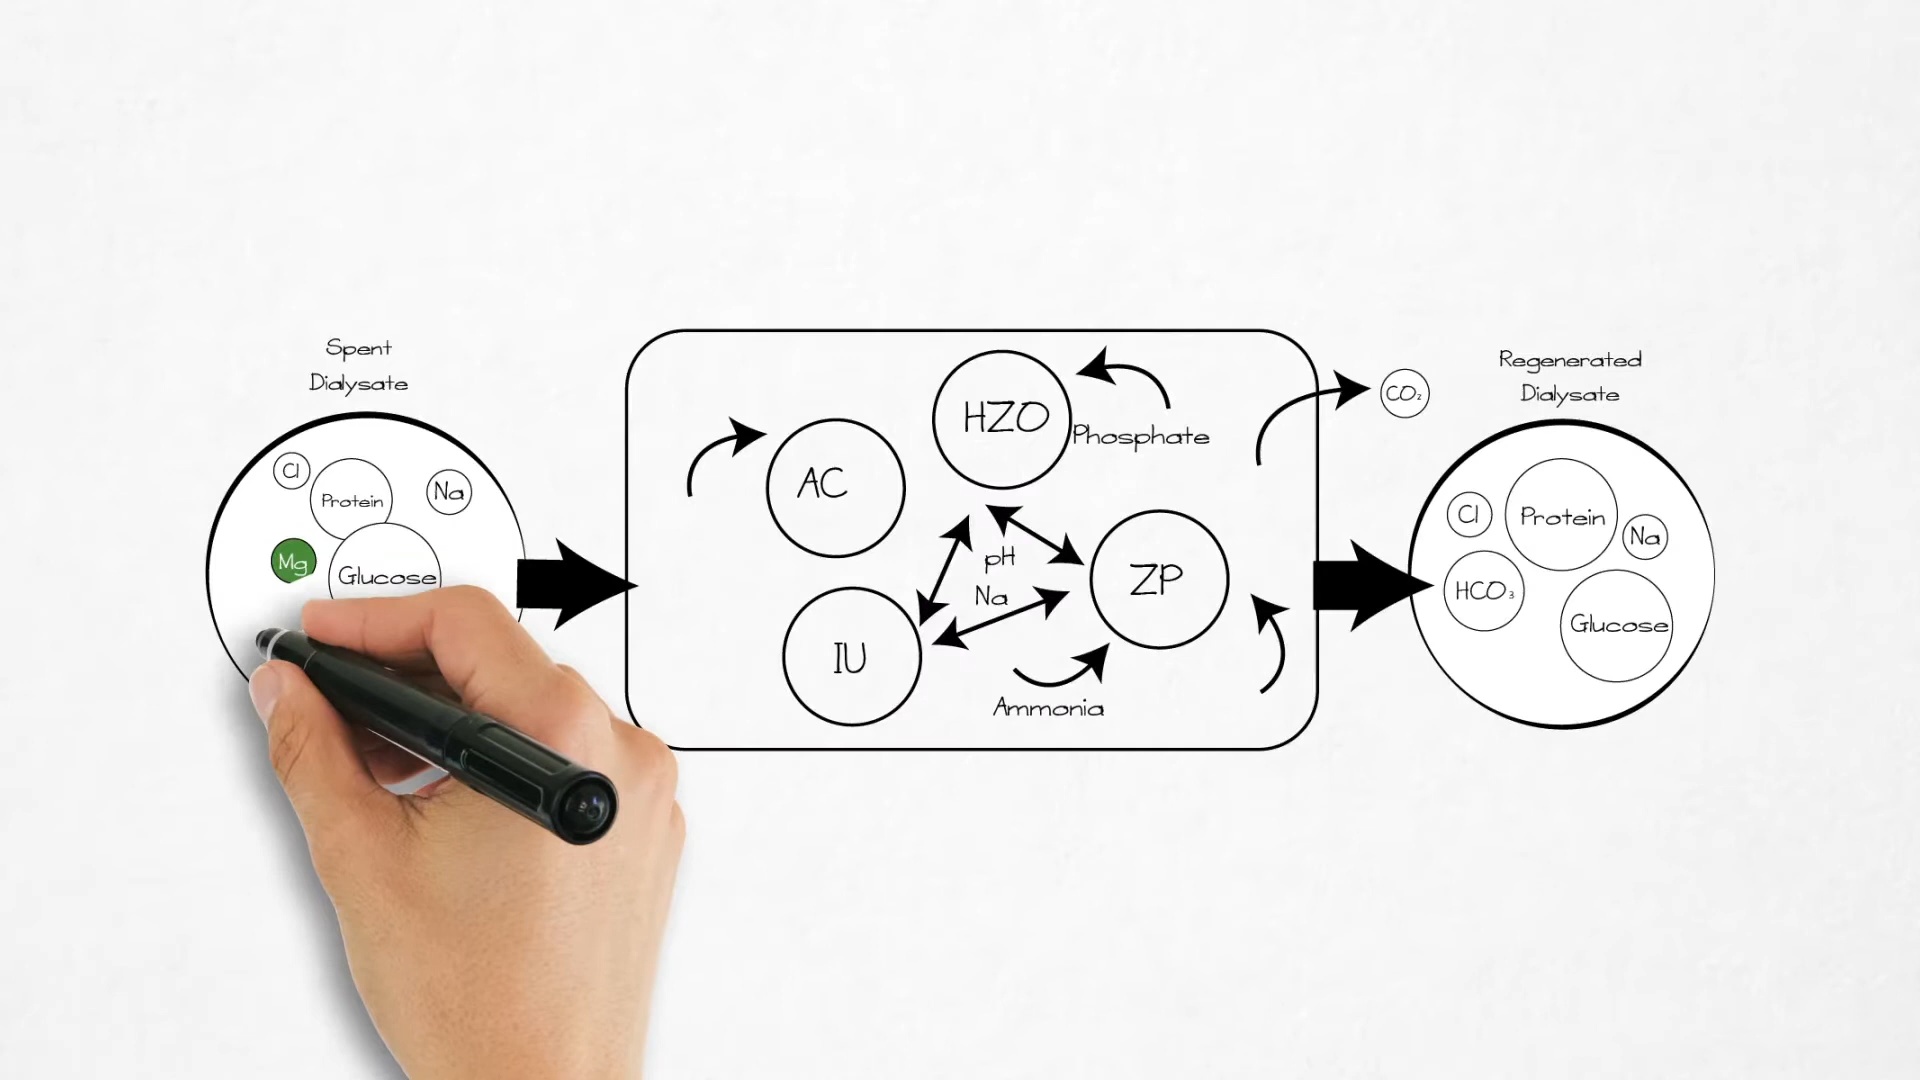 Spent
Dialysate
Cl
Protein
Na
Mg
Glucose
AC
HZO
Phosphate
pH
Na
IU
ZP
Ammonia
CO₂
Regenerated
Dialysate
Cl
Protein
Na
HCO₃
Glucose